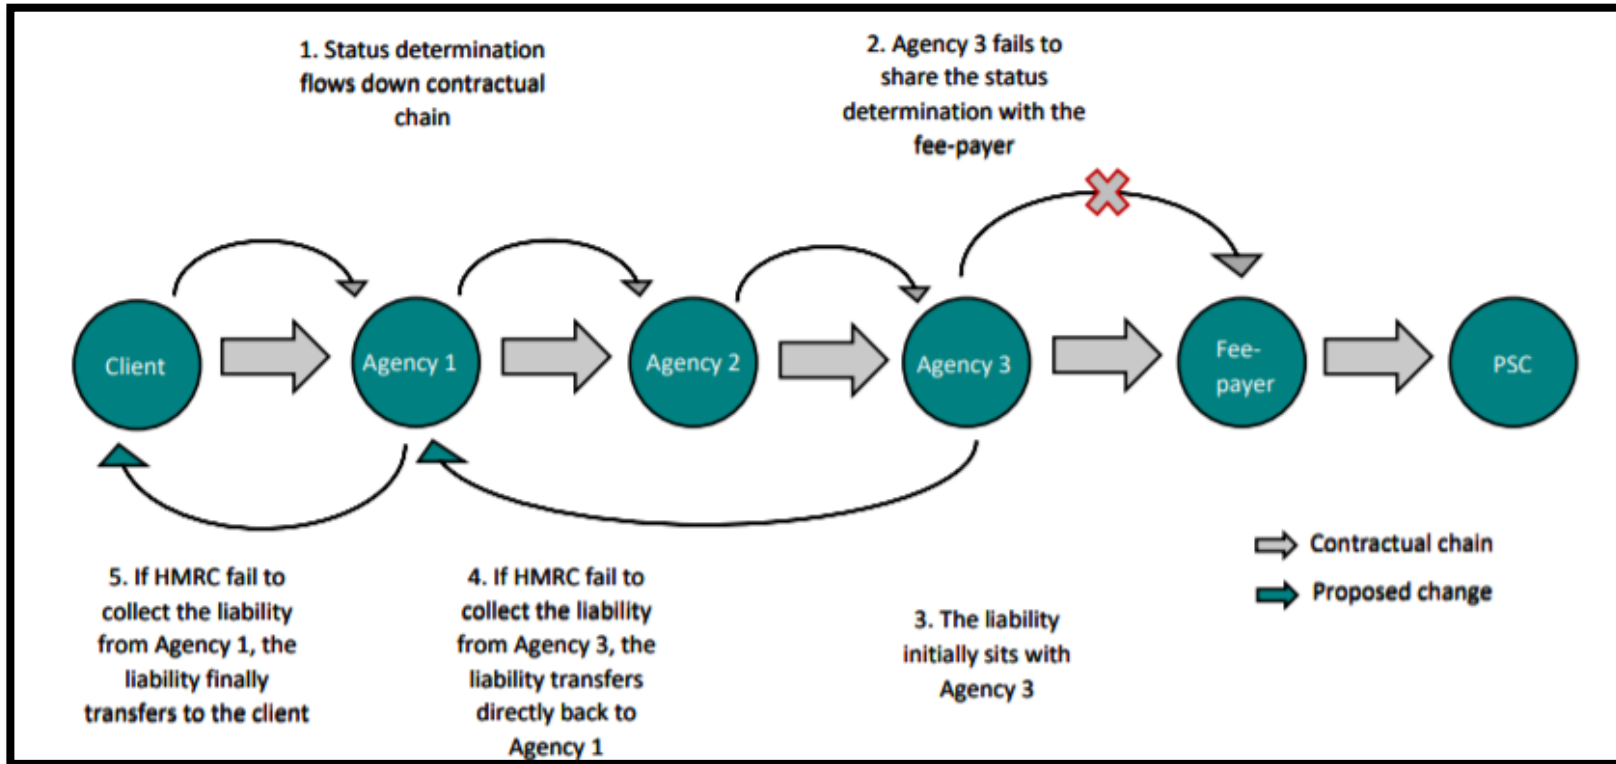 1. Status determination
flows down contractual
chain
2. Agency 3 fails to
share the status
determination with the
fee-payer
Client
Agency 1
Agency 2
Agency 3
Fee-
payer
PSC
5. If HMRC fail to
collect the liability
from Agency 1, the
liability finally
transfers to the client
4. If HMRC fail to
collect the liability
from Agency 3, the
liability transfers
directly back to
Agency 1
3. The liability
initially sits with
Agency 3
Contractual chain
Proposed change